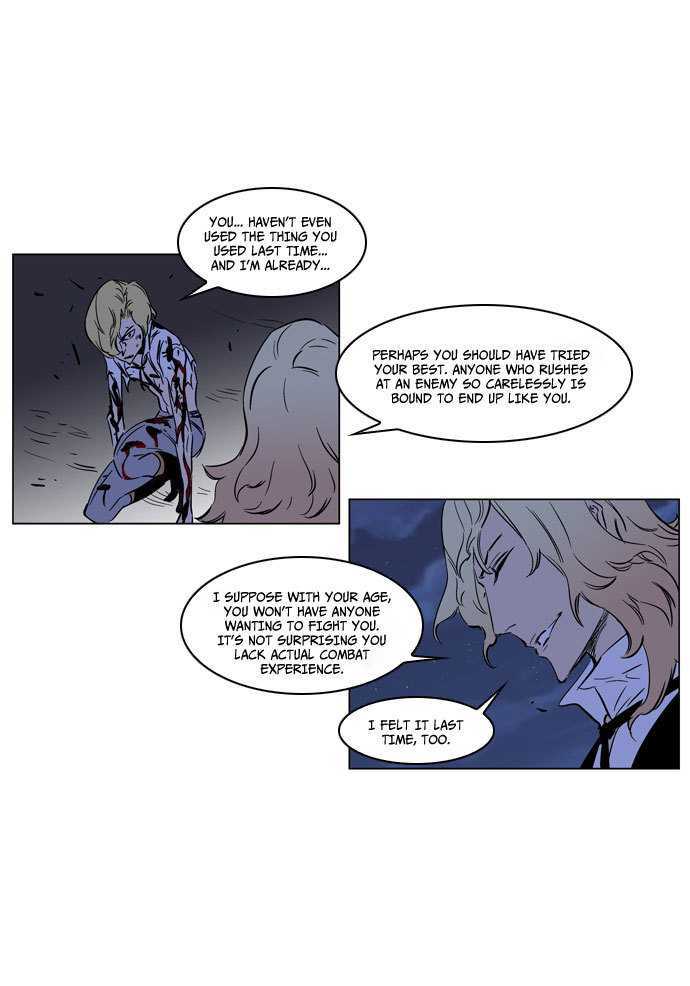 YOU... HAVEN'T EVEN
USED THE THING YOU
USED LAST TIME...
AND I'M ALREADY...
PERHAPS YOU SHOULD HAVE TRIED
YOUR BEST. ANYONE WHO RUSHES
AT AN ENEMY SO CARELESSLY IS
BOUND TO END UP LIKE YOU.
I SUPPOSE WITH YOUR AGE,
YOU WON'T HAVE ANYONE
WANTING TO FIGHT YOU.
IT'S NOT SURPRISING YOU
LACK ACTUAL COMBAT
EXPERIENCE.
I FELT IT LAST
TIME, TOO.